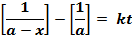 [1/(a − x)] − [1/a] = kt